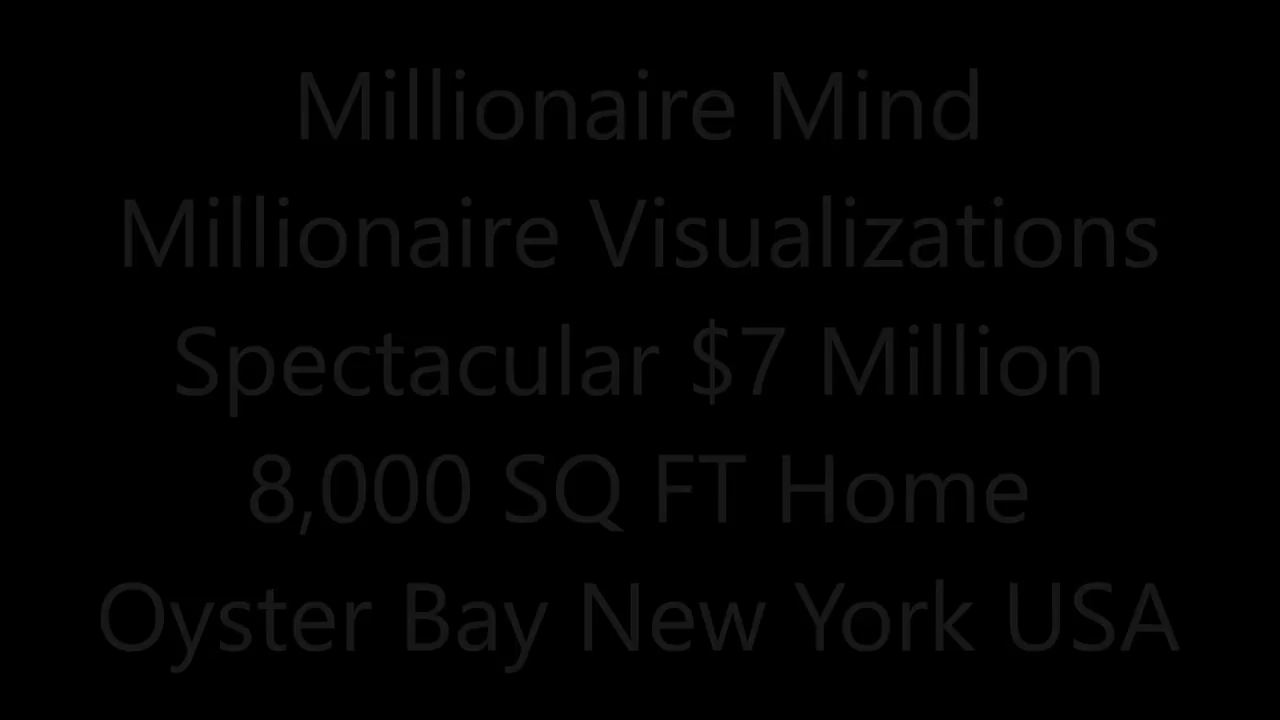 Millionaire Mind
Millionaire Visualizations
Spectacular $7 Million
8,000 SQ FT Home
Oyster Bay New York USA